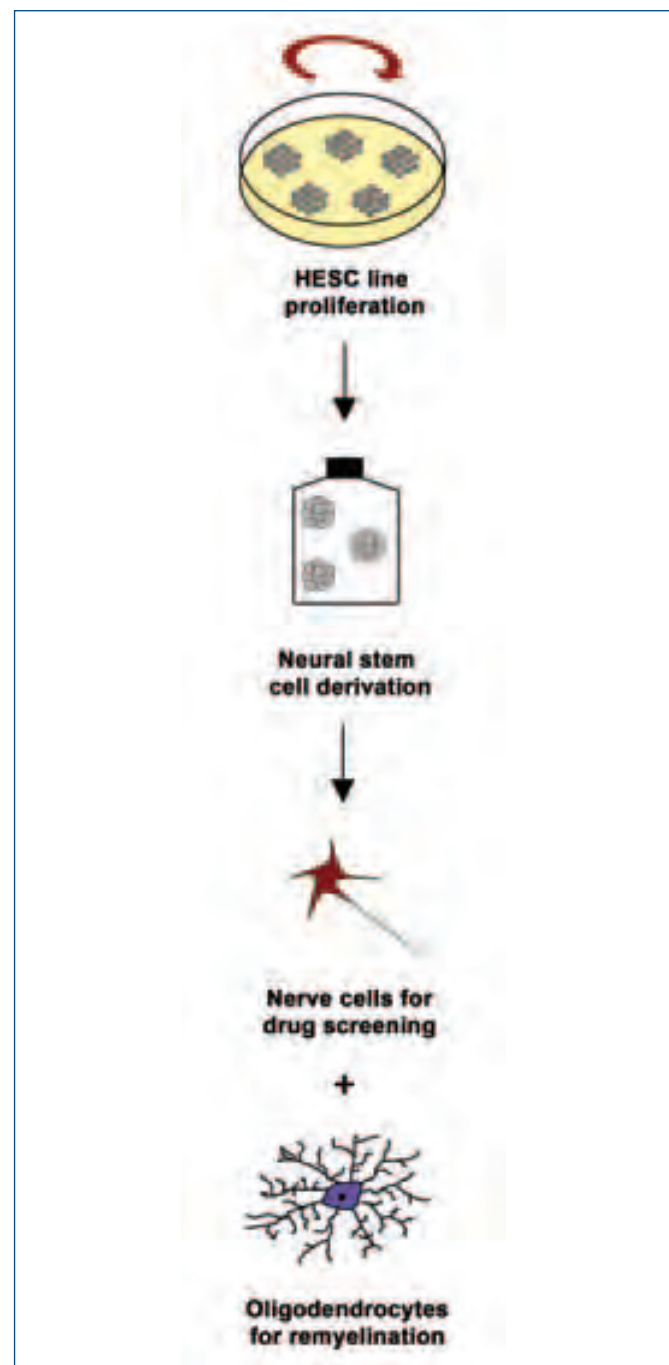 HESC line
proliferation
Neural stem
cell derivation
Nerve cells for
drug screening
+
Oligodendrocytes
for remyelination